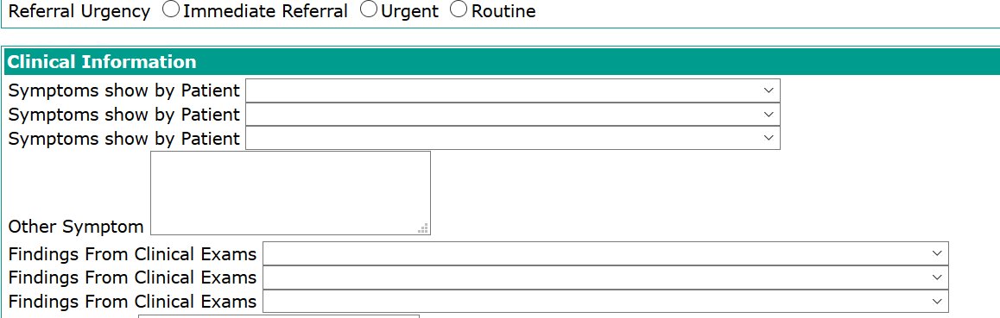 Referral Urgency Immediate Referral Urgent Routine
Clinical Information
Symptoms show by Patient
Symptoms show by Patient
Symptoms show by Patient
Other Symptom
Findings From Clinical Exams
Findings From Clinical Exams
Findings From Clinical Exams